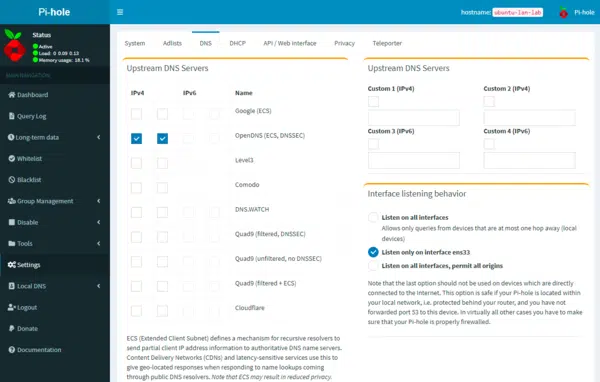 Pi-hole
hostname: ubuntu-lan-lab
Pi-hole
Status
Active
Load: 0 0.09 0.13
Memory usage: 18.1 %
MAIN NAVIGATION
Dashboard
Query Log
Long-term data
Whitelist
Blacklist
Group Management
Disable
Tools
Settings
Local DNS
Logout
Donate
Documentation
System
Adlists
DNS
DHCP
API / Web interface
Privacy
Teleporter
Upstream DNS Servers
IPv4 IPv6 Name
Google (ECS)
OpenDNS (ECS, DNSSEC)
Level3
Comodo
DNS.WATCH
Quad9 (filtered, DNSSEC)
Quad9 (unfiltered, no DNSSEC)
Quad9 (filtered + ECS)
Cloudflare
ECS (Extended Client Subnet) defines a mechanism for recursive resolvers to
send partial client IP address information to authoritative DNS name servers.
Content Delivery Networks (CDNs) and latency-sensitive services use this to
give geo-located responses when responding to name lookups coming
through public DNS resolvers. Note that ECS may result in reduced privacy.
Upstream DNS Servers
Custom 1 (IPv4) Custom 2 (IPv4)
Custom 3 (IPv6) Custom 4 (IPv6)
Interface listening behavior
Listen on all interfaces
Allows only queries from devices that are at most one hop away (local
devices)
Listen only on interface ens33
Listen on all interfaces, permit all origins
Note that the last option should not be used on devices which are directly
connected to the Internet. This option is safe if your Pi-hole is located within
your local network, i.e. protected behind your router, and you have not
forwarded port 53 to this device. In virtually all other cases you have to make
sure that your Pi-hole is properly firewalled.